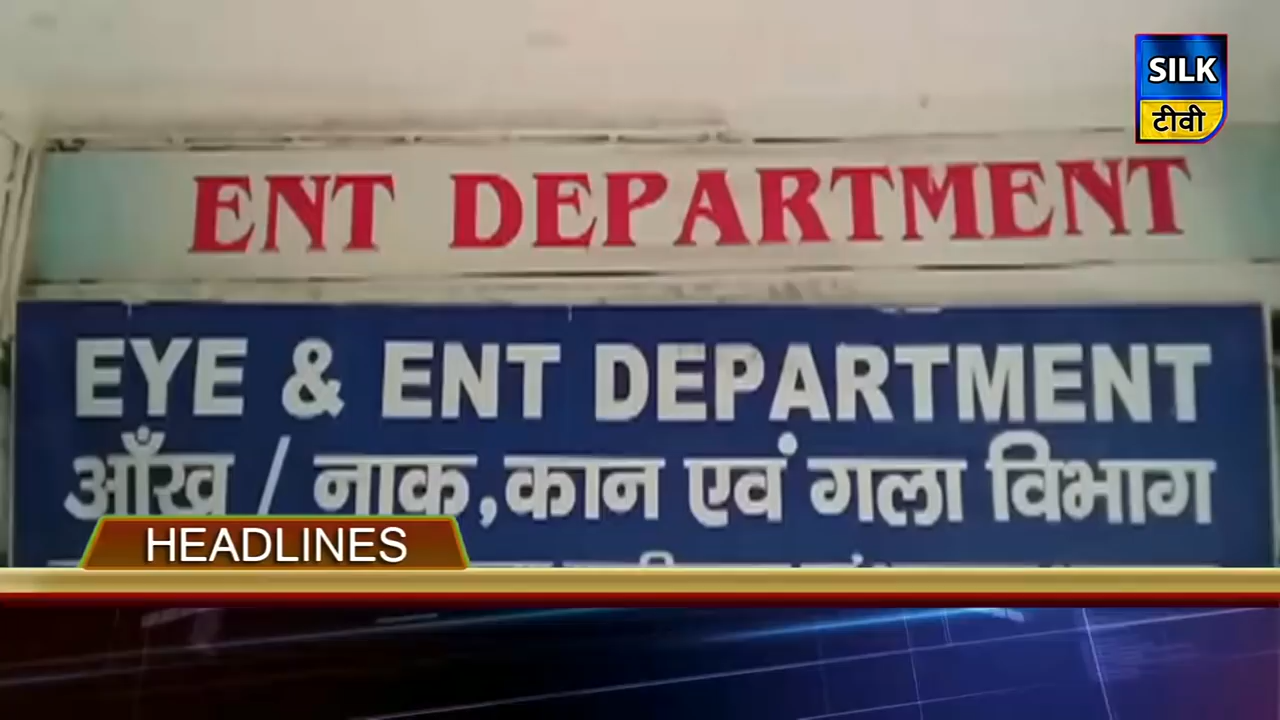 SILK
टीवी
ENT DEPARTMENT
EYE & ENT DEPARTMENT
आँख / नाक,कान एवं गला विभाग
HEADLINES